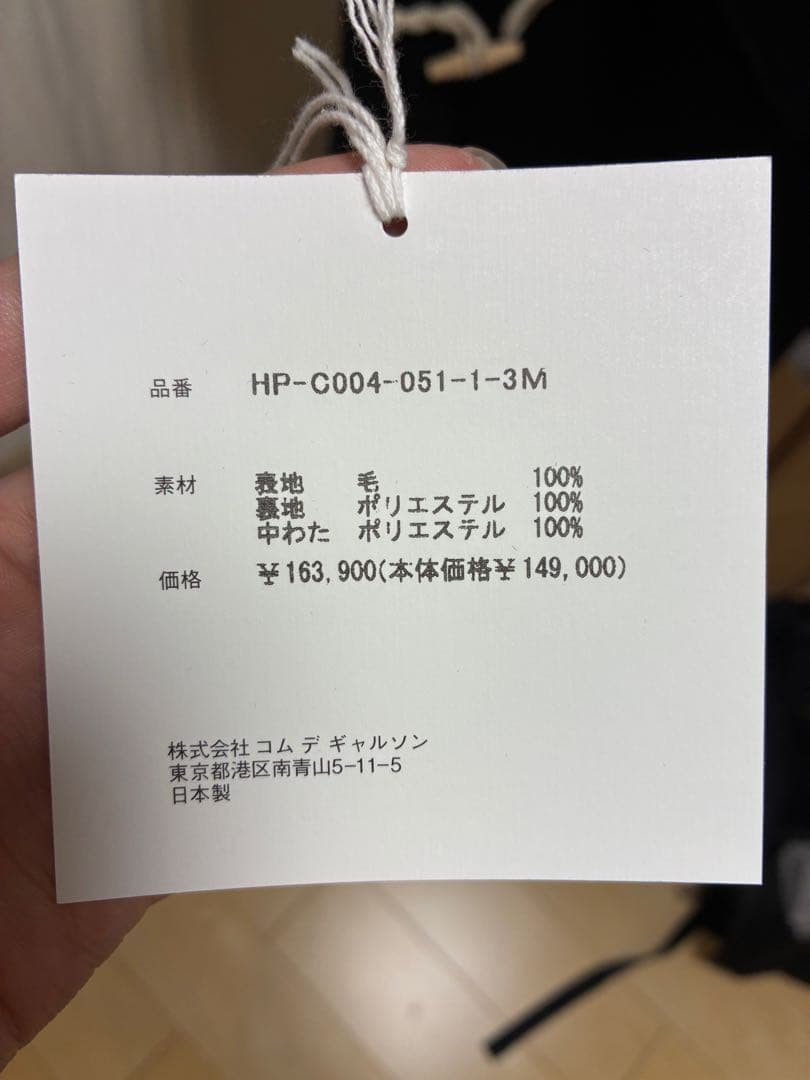 品番 HP-C004-051-1-3M
素材 表地 毛 100%
裏地 ポリエステル 100%
中わた ポリエステル 100%
価格 ¥163,900(本体価格¥149,000)
株式会社 コム デ ギャルソン
東京都港区南青山5-11-5
日本製